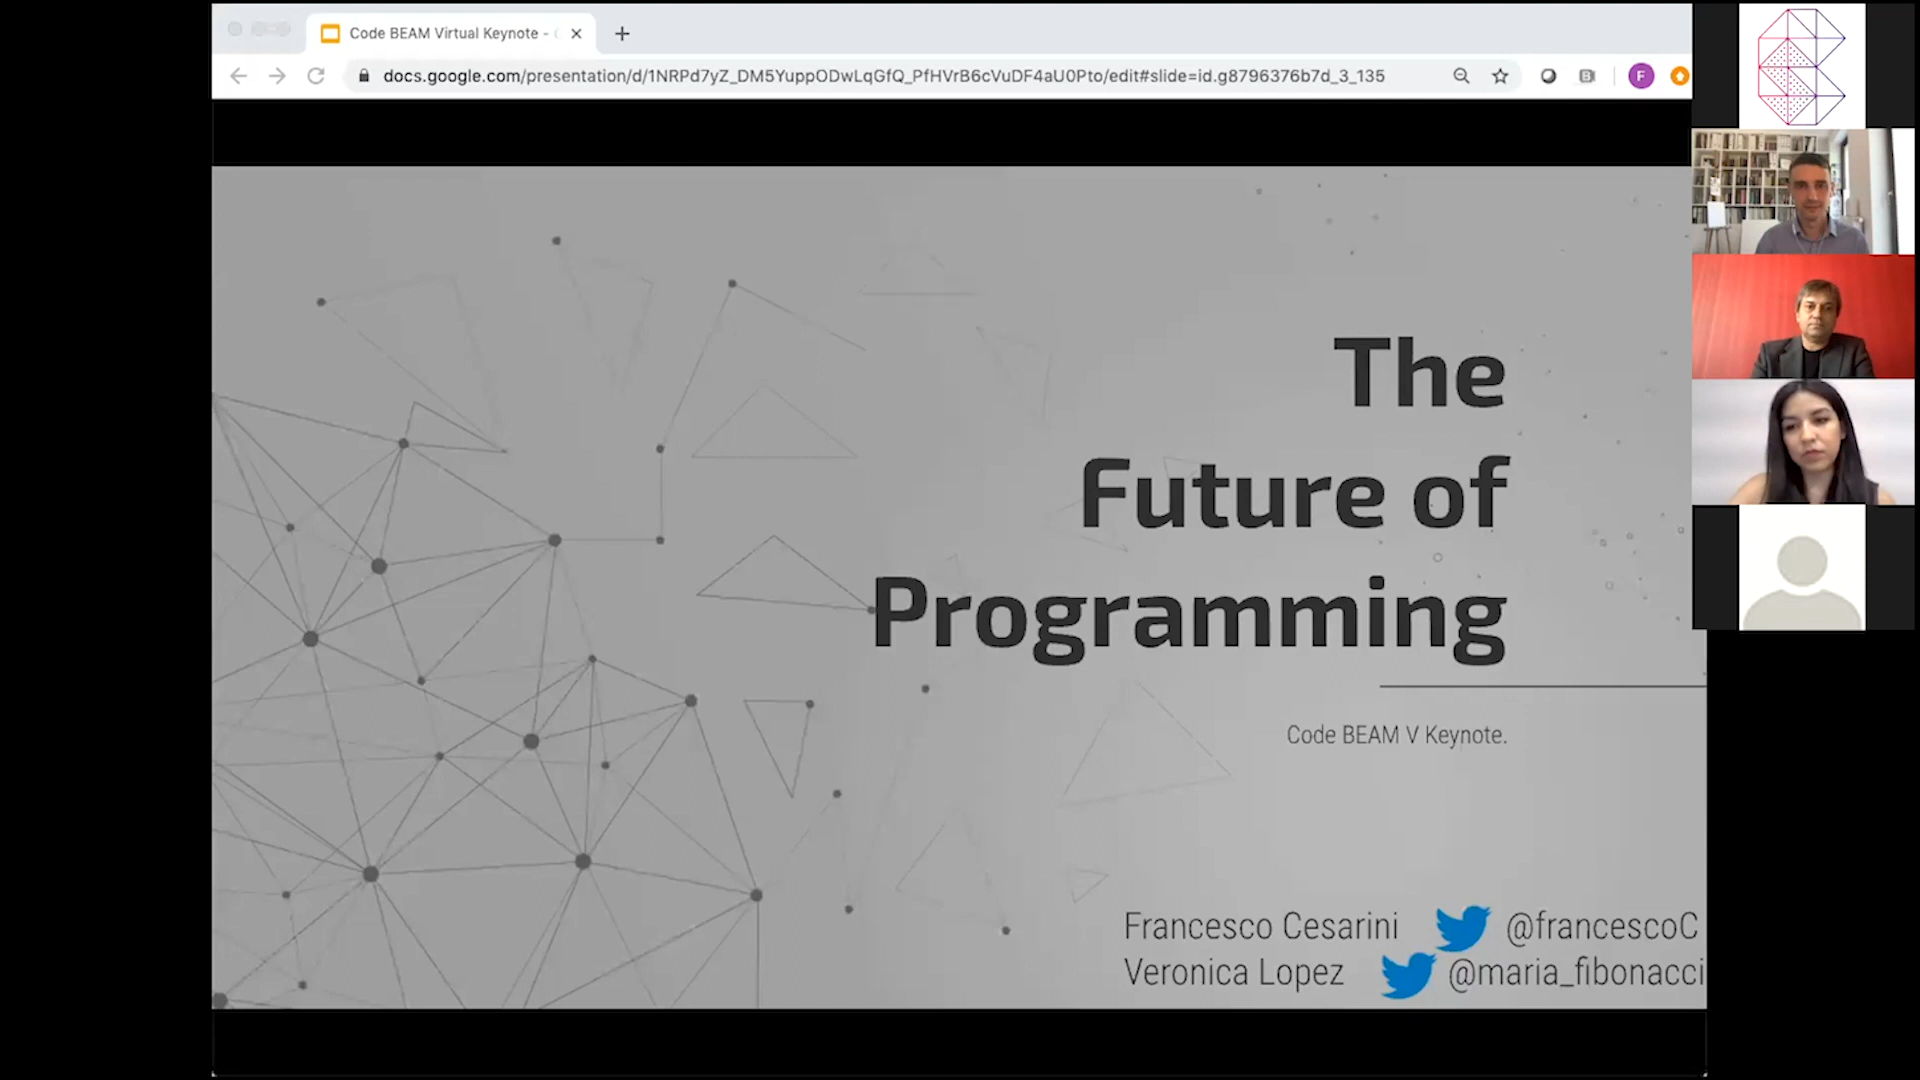 Code BEAM Virtual Keynote -
docs.google.com/presentation/d/1NRPd7yZ_DM5YuppODwLqGfQ_PfHVrB6cVuDF4aU0Pto/edit#slide=id.g8796376b7d_3_135
F
The
Future of
Programming
Code BEAM V Keynote.
Francesco Cesarini @francescoC
Veronica Lopez @maria_fibonacci